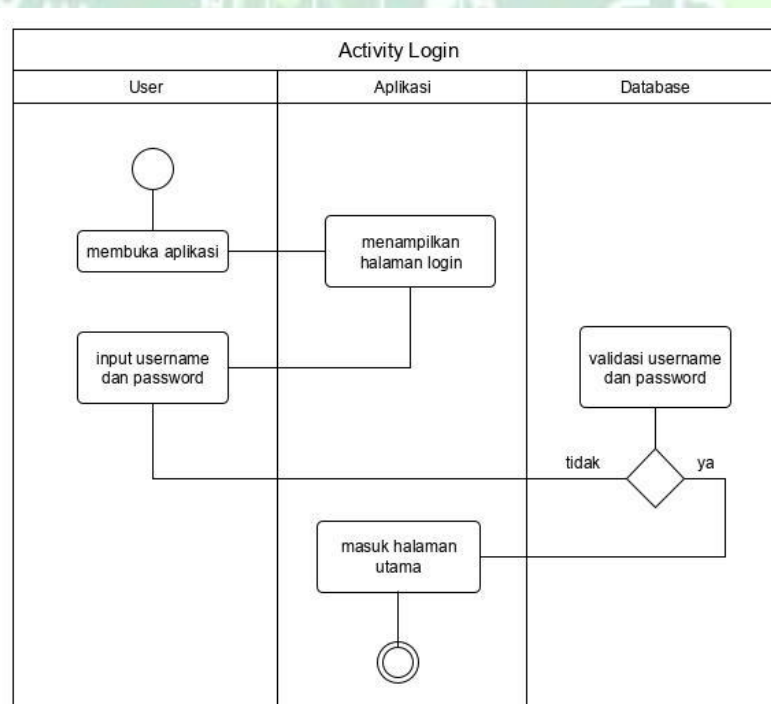 Activity Login
User
Aplikasi
Database
membuka aplikasi
menampilkan
halaman login
input username
dan password
validasi username
dan password
tidak
ya
masuk halaman
utama